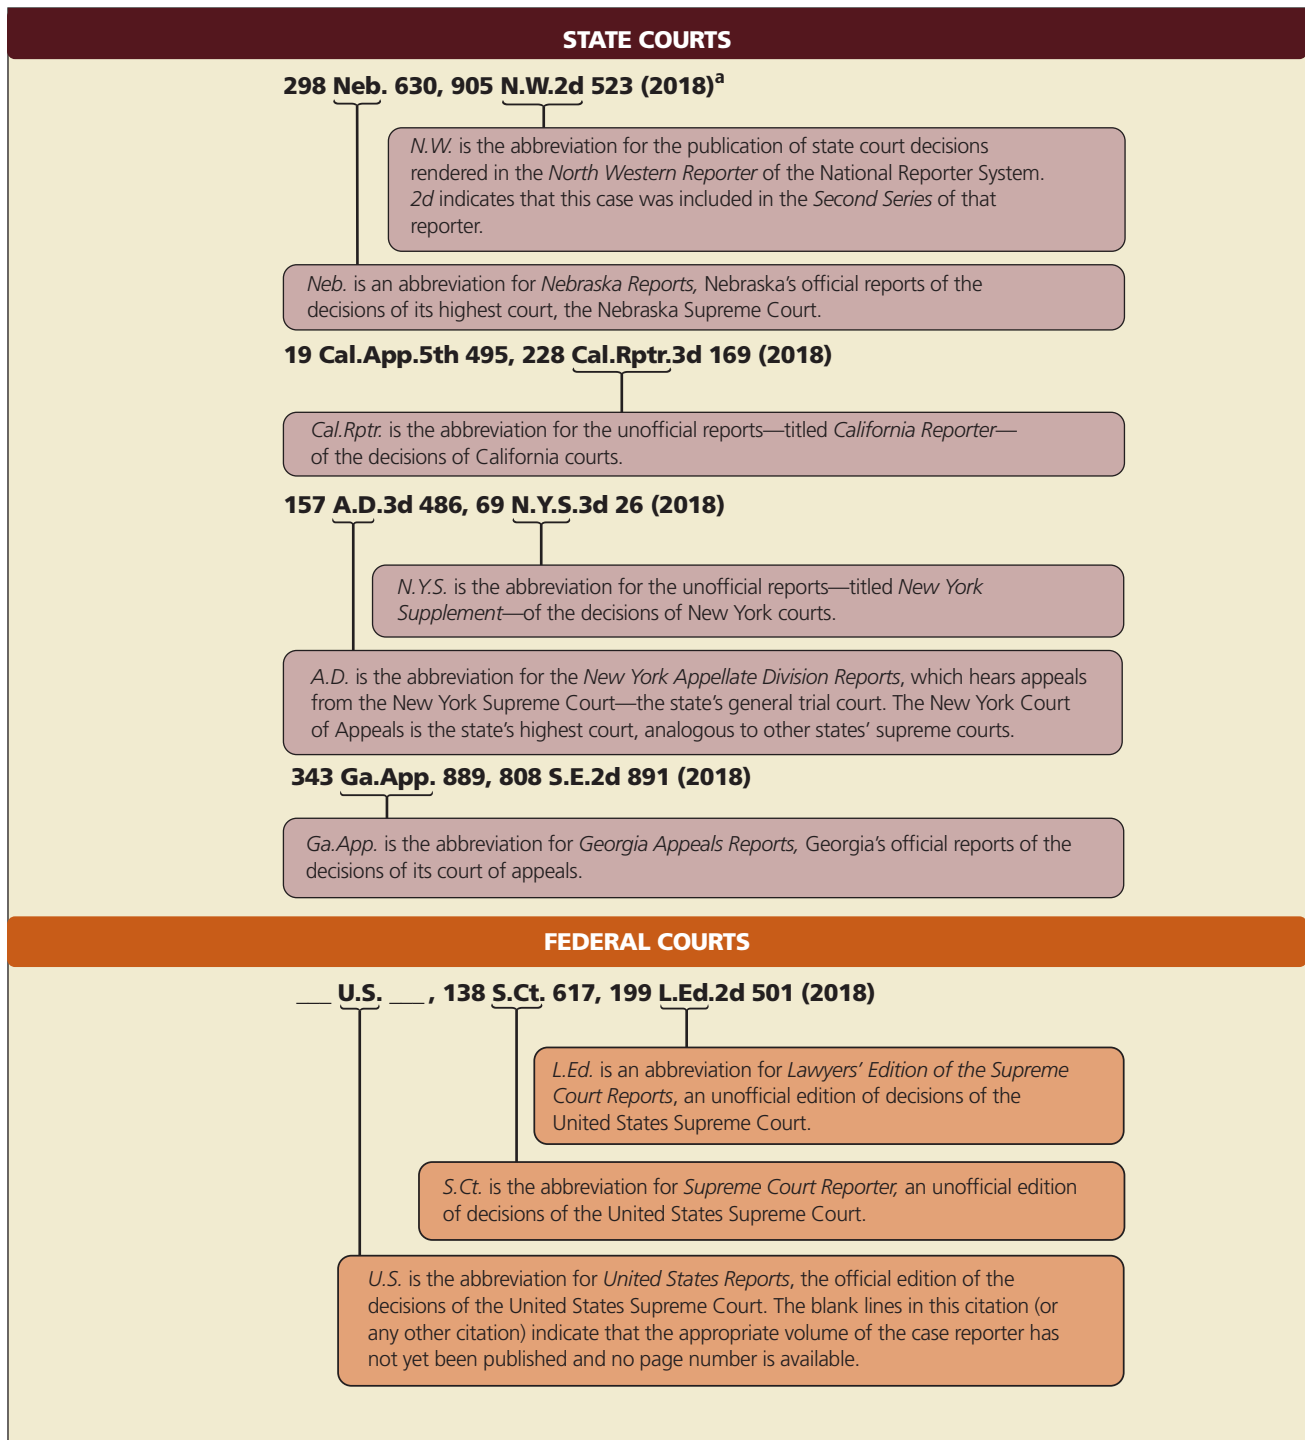 STATE COURTS
298 Neb. 630, 905 N.W.2d 523 (2018)a
N.W. is the abbreviation for the publication of state court decisions
rendered in the North Western Reporter of the National Reporter System.
2d indicates that this case was included in the Second Series of that
reporter.
Neb. is an abbreviation for Nebraska Reports, Nebraska’s official reports of the
decisions of its highest court, the Nebraska Supreme Court.
19 Cal.App.5th 495, 228 Cal.Rptr.3d 169 (2018)
Cal.Rptr. is the abbreviation for the unofficial reports—titled California Reporter—
of the decisions of California courts.
157 A.D.3d 486, 69 N.Y.S.3d 26 (2018)
N.Y.S. is the abbreviation for the unofficial reports—titled New York
Supplement—of the decisions of New York courts.
A.D. is the abbreviation for the New York Appellate Division Reports, which hears appeals
from the New York Supreme Court—the state’s general trial court. The New York Court
of Appeals is the state’s highest court, analogous to other states’ supreme courts.
343 Ga.App. 889, 808 S.E.2d 891 (2018)
Ga.App. is the abbreviation for Georgia Appeals Reports, Georgia’s official reports of the
decisions of its court of appeals.
FEDERAL COURTS
___ U.S. ___ , 138 S.Ct. 617, 199 L.Ed.2d 501 (2018)
L.Ed. is an abbreviation for Lawyers’ Edition of the Supreme
Court Reports, an unofficial edition of decisions of the
United States Supreme Court.
S.Ct. is the abbreviation for Supreme Court Reporter, an unofficial edition
of decisions of the United States Supreme Court.
U.S. is the abbreviation for United States Reports, the official edition of the
decisions of the United States Supreme Court. The blank lines in this citation (or
any other citation) indicate that the appropriate volume of the case reporter has
not yet been published and no page number is available.